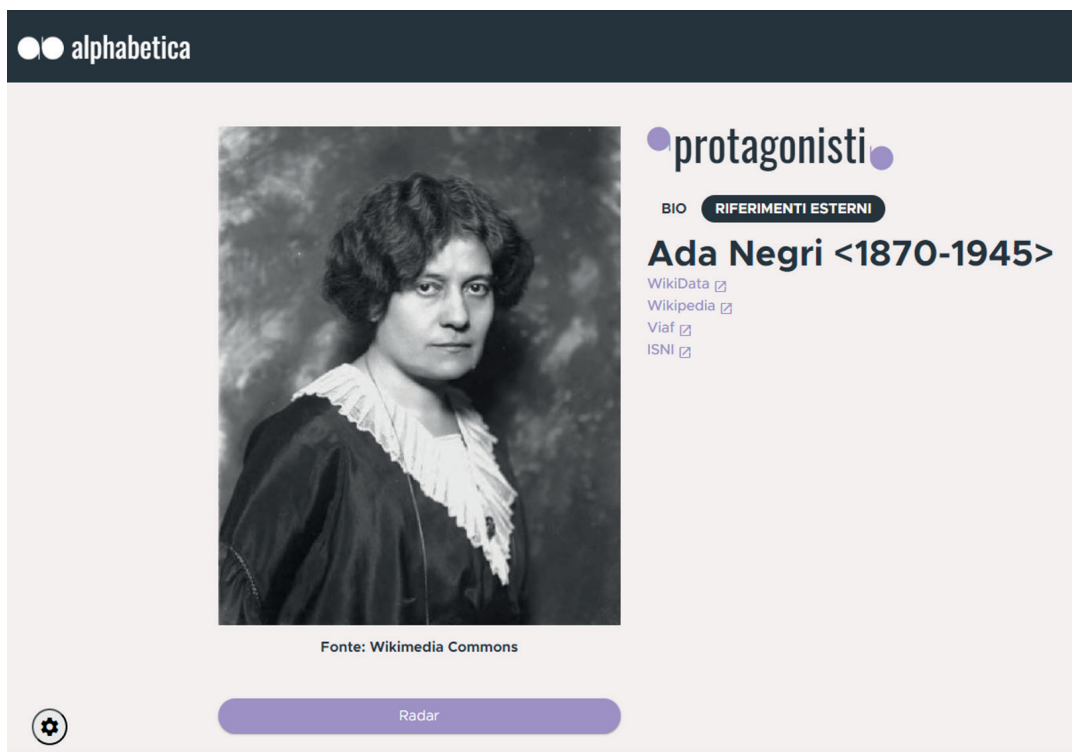 alphabetica
protagonisti
BIO RIFERIMENTI ESTERNI
Ada Negri <1870-1945>
WikiData
Wikipedia
Viaf
ISNI
Fonte: Wikimedia Commons
Radar